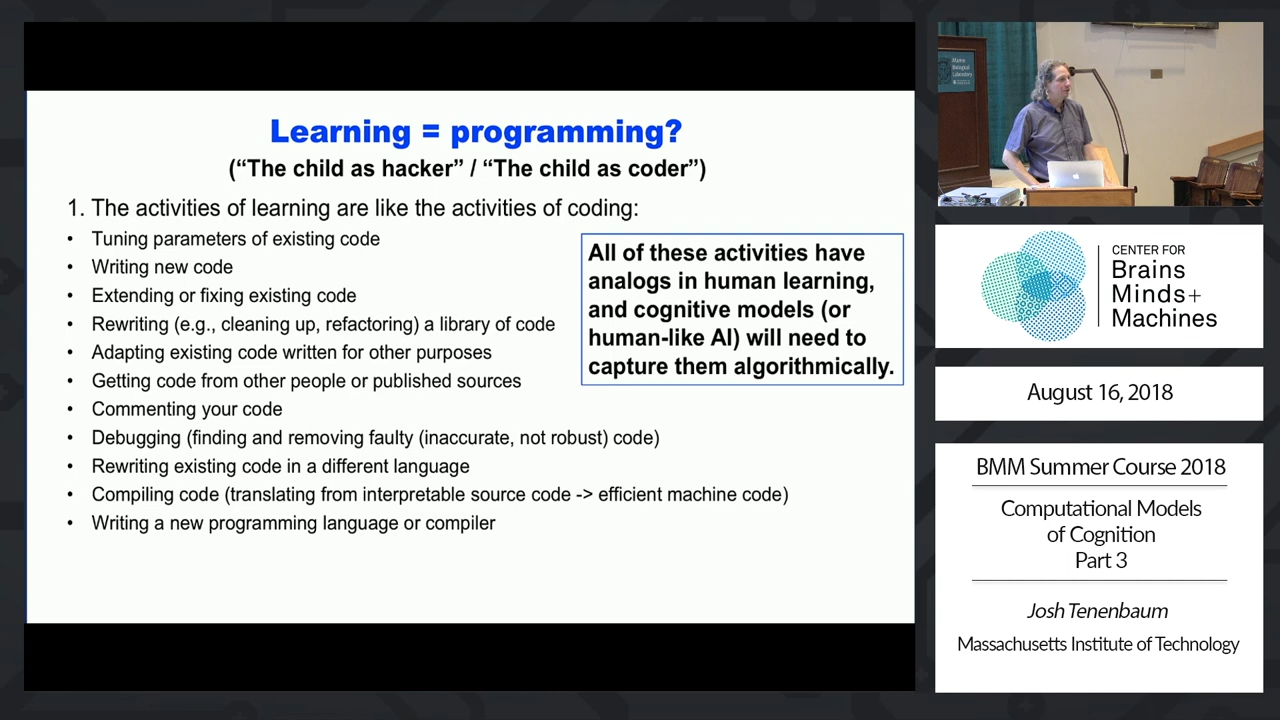 Learning = programming?
(“The child as hacker” / “The child as coder”)
1. The activities of learning are like the activities of coding:
• Tuning parameters of existing code
• Writing new code
• Extending or fixing existing code
• Rewriting (e.g., cleaning up, refactoring) a library of code
• Adapting existing code written for other purposes
• Getting code from other people or published sources
• Commenting your code
• Debugging (finding and removing faulty (inaccurate, not robust) code)
• Rewriting existing code in a different language
• Compiling code (translating from interpretable source code -> efficient machine code)
• Writing a new programming language or compiler
All of these activities have
analogs in human learning,
and cognitive models (or
human-like AI) will need to
capture them algorithmically.
Marine
Biological
Laboratory
CENTER FOR
Brains
Minds+
Machines
August 16, 2018
BMM Summer Course 2018
Computational Models
of Cognition
Part 3
Josh Tenenbaum
Massachusetts Institute of Technology